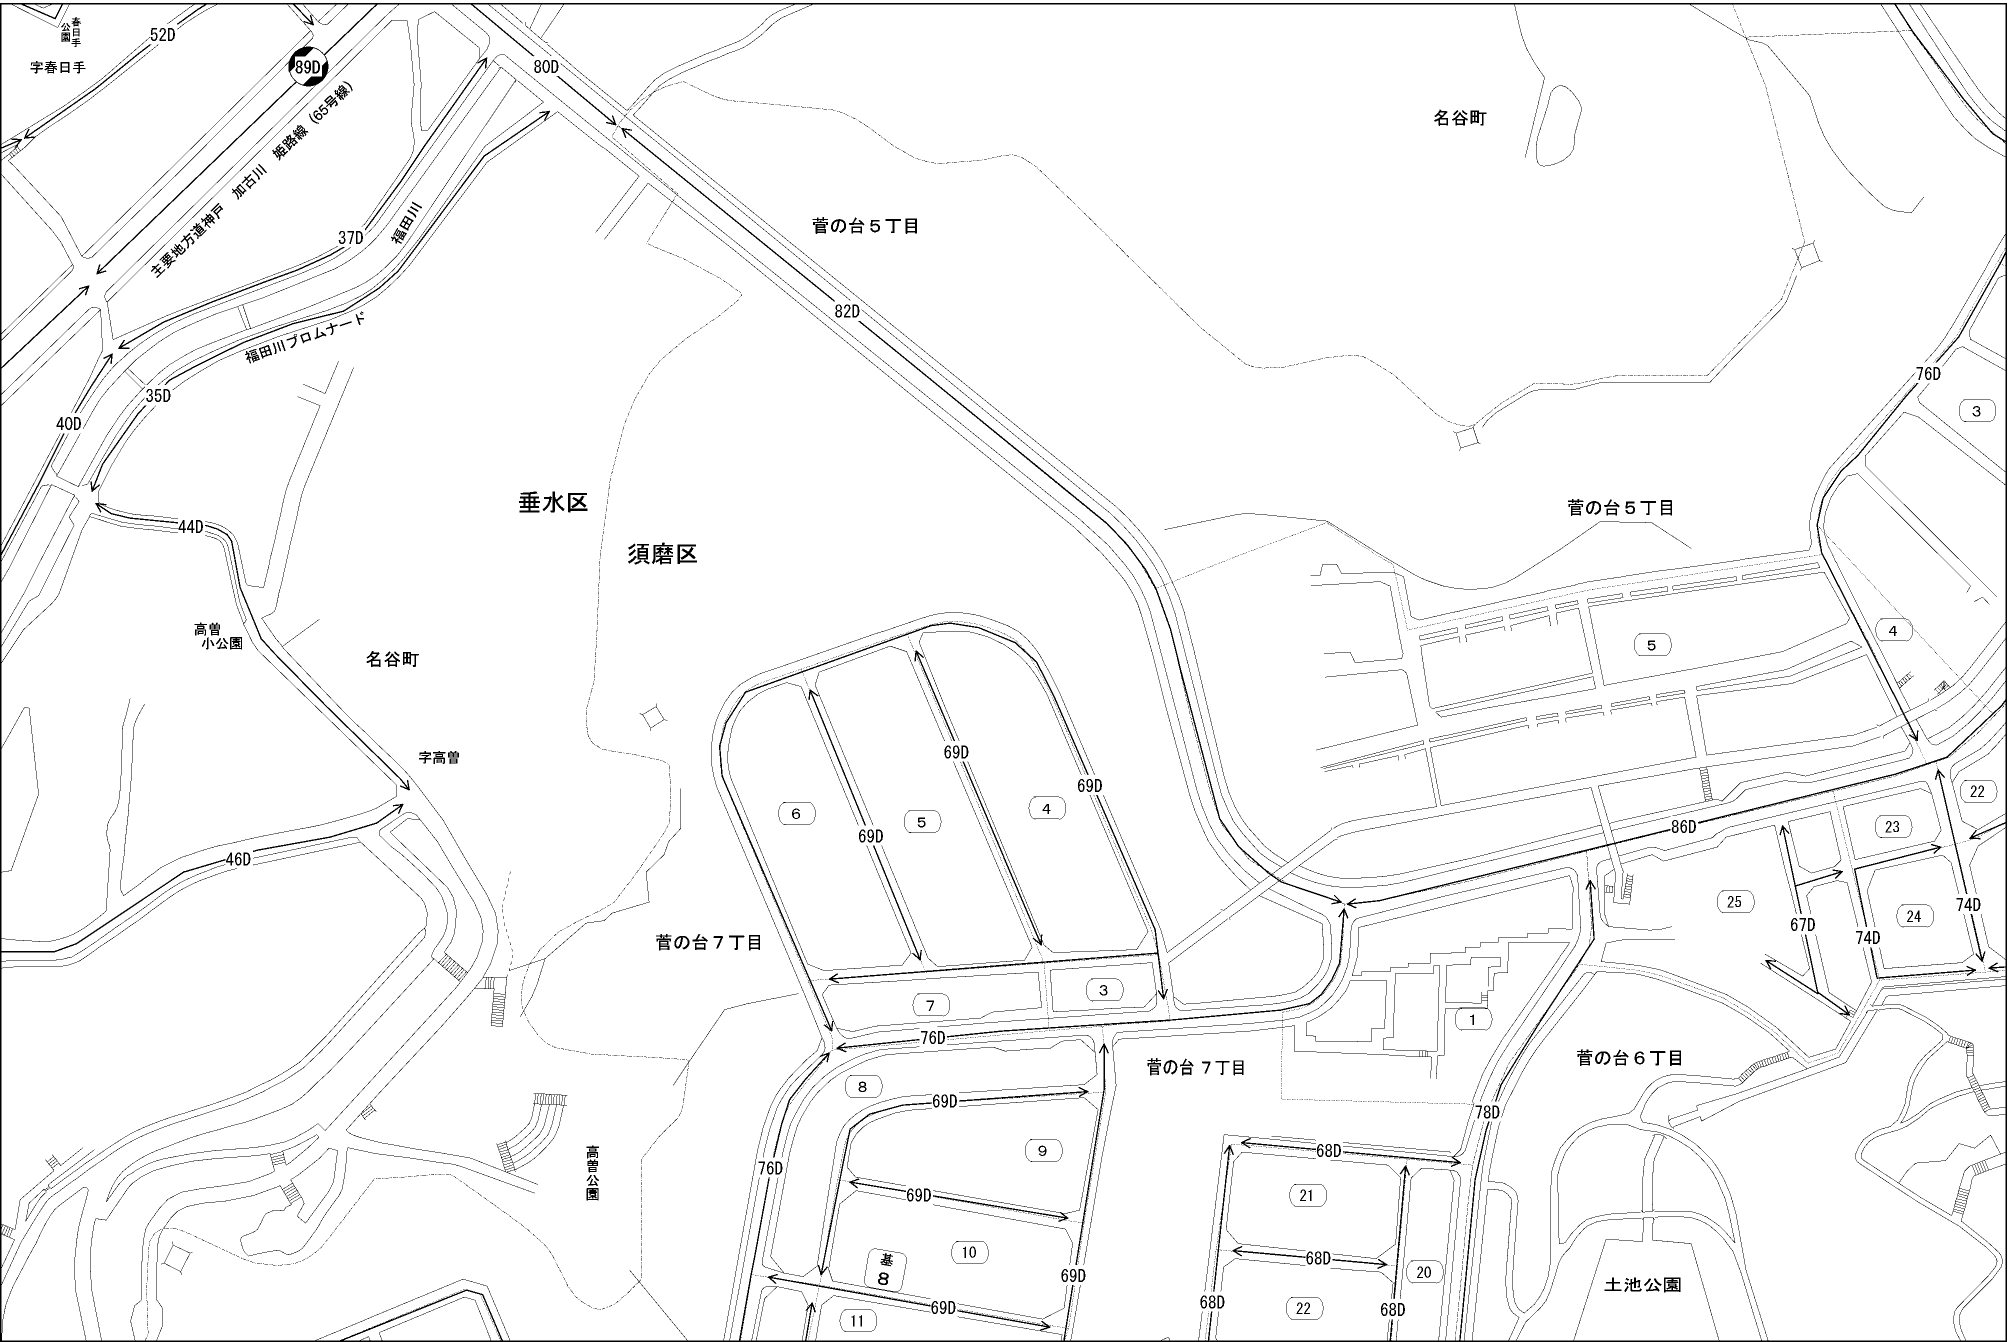 春日手
公園
52D
字春日手
89D
80D
主要地方道神戸 加古川 姫路線 (65号線)
名谷町
37D
福田川
菅の台５丁目
82D
福田川プロムナード
35D
40D
76D
3
垂水区
須磨区
菅の台５丁目
44D
高曽
小公園
名谷町
4
5
字高曽
69D
69D
69D
6
5
4
69D
22
23
86D
46D
25
24
74D
67D
74D
菅の台７丁目
7
3
1
76D
菅の台７丁目
菅の台６丁目
8
69D
78D
9
68D
76D
高曽公園
69D
21
10
基
8
69D
68D
20
土池公園
69D
11
68D
22
68D